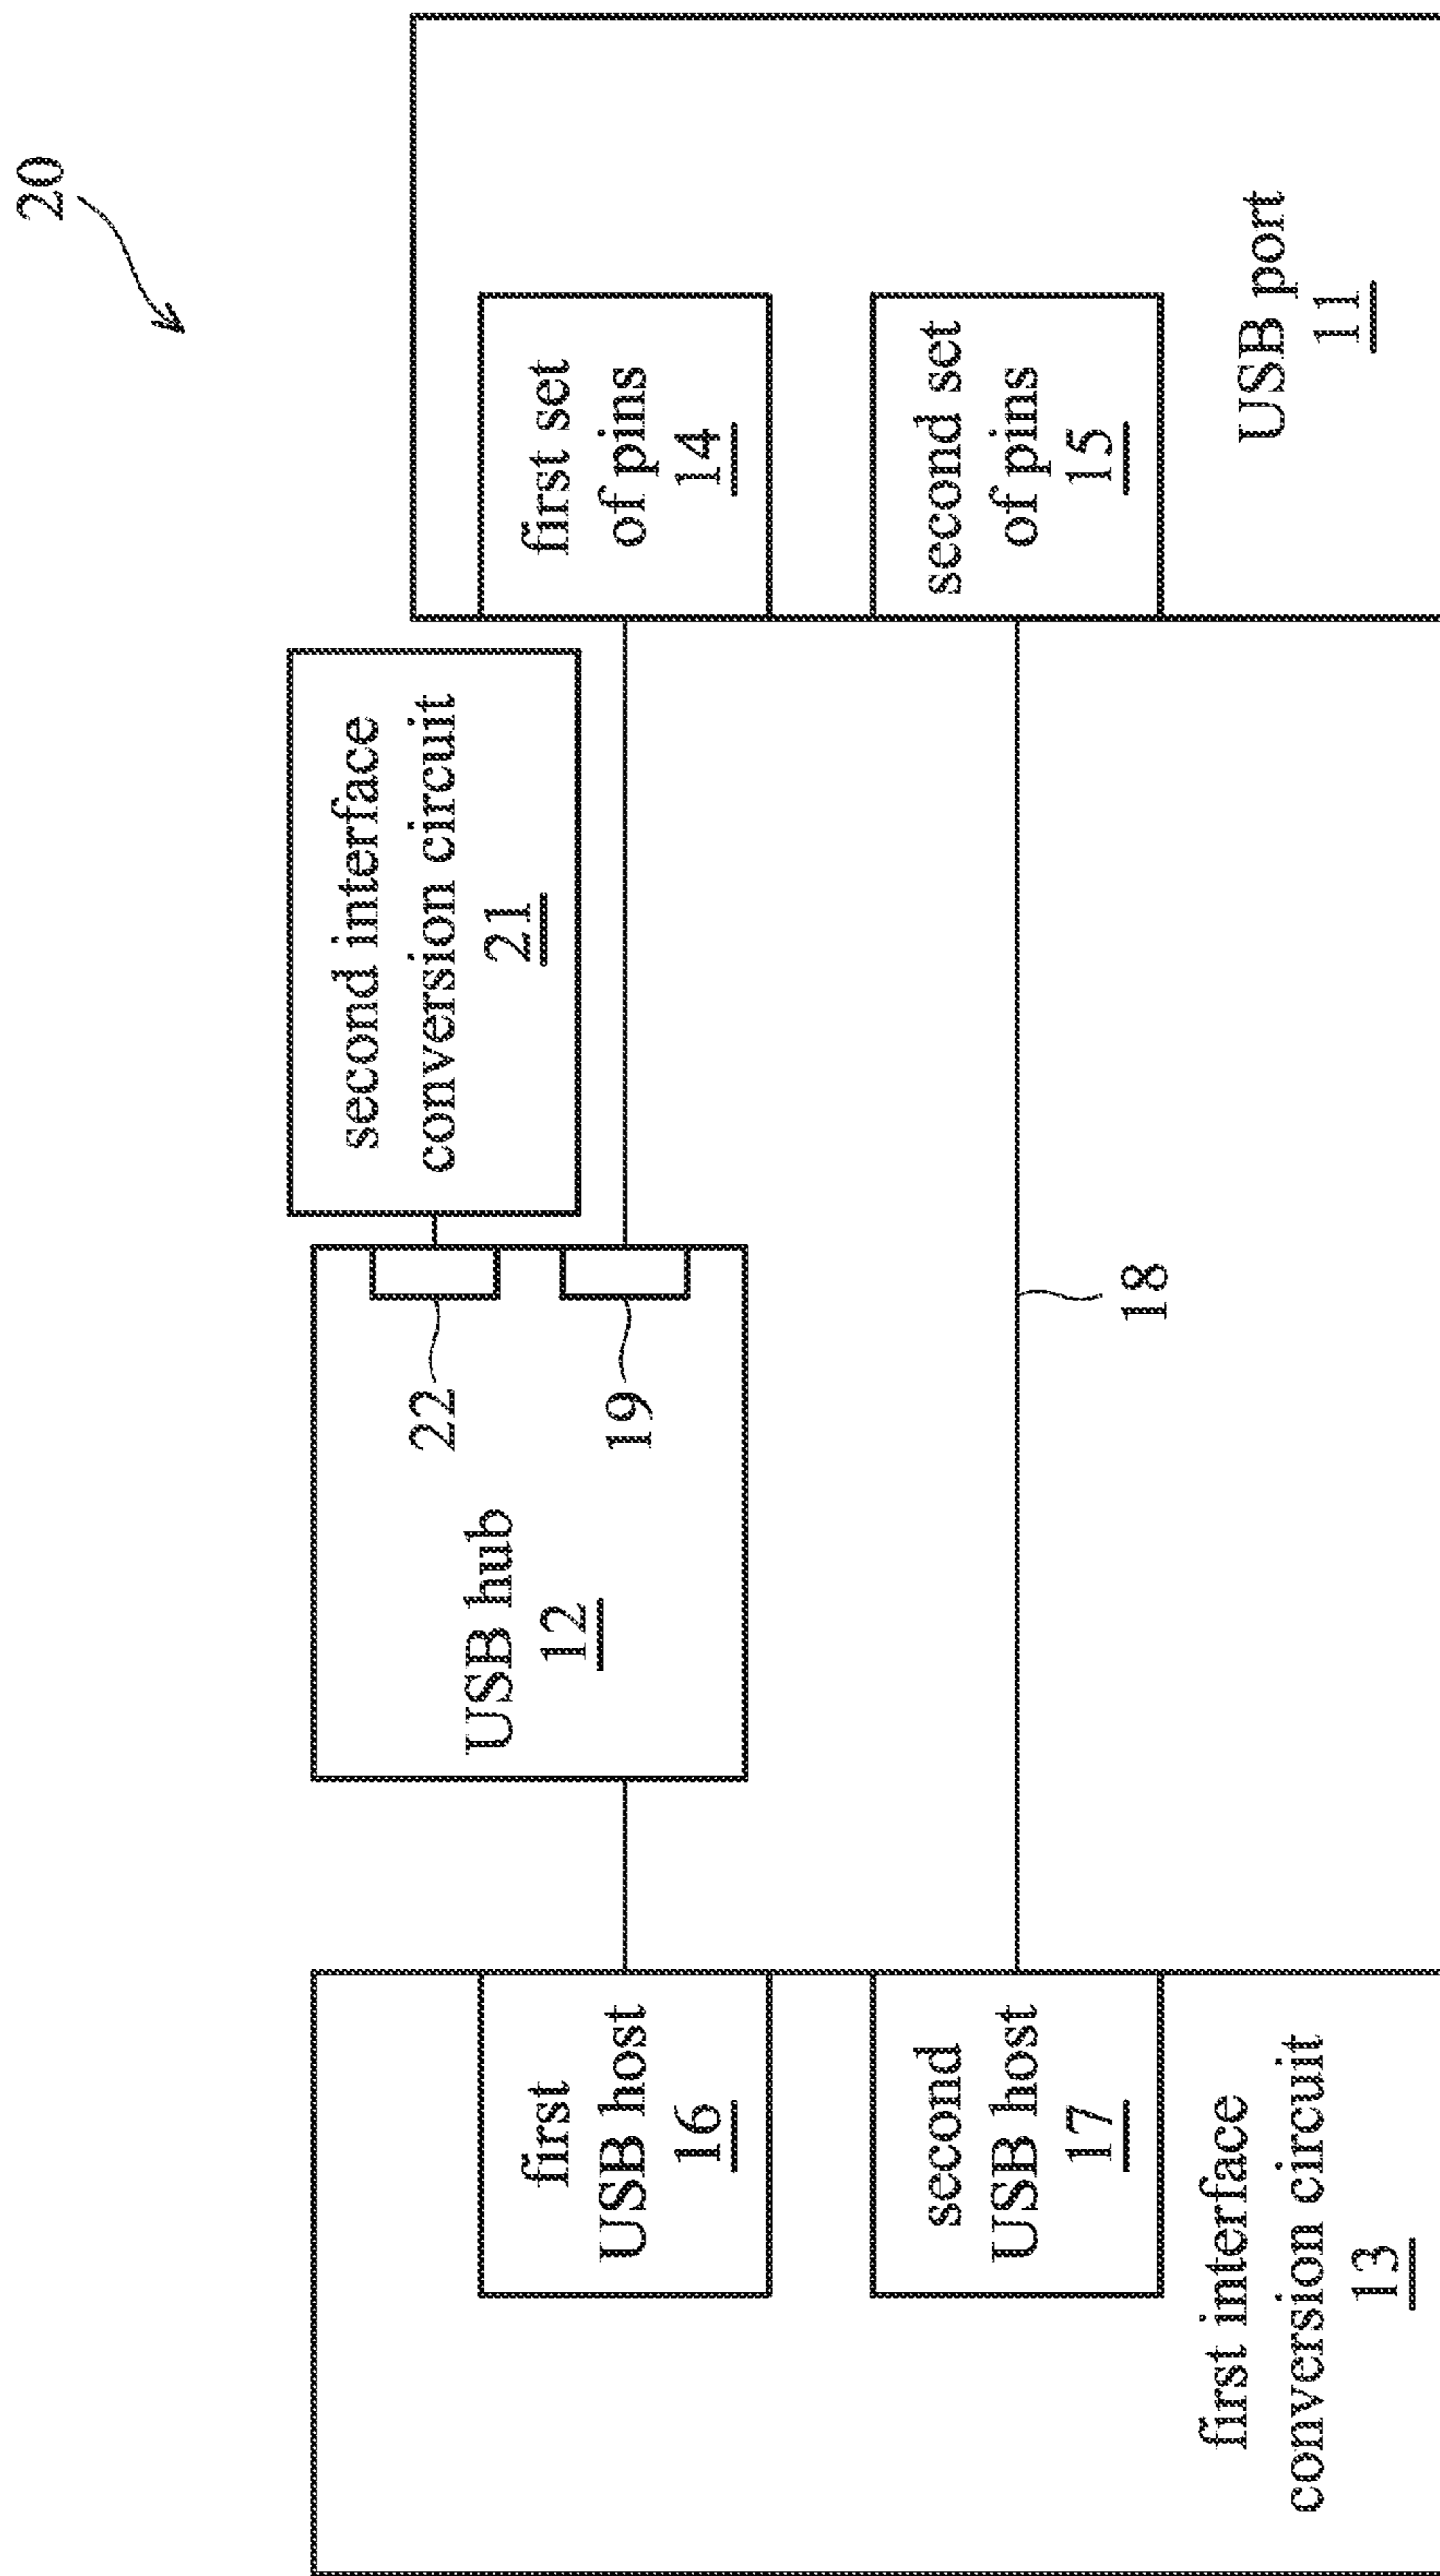 20
first interface
conversion circuit
13
first
USB host
16
second
USB host
17
USB hub
12
22
19
second interface
conversion circuit
21
18
first set
of pins
14
second set
of pins
15
USB port
11